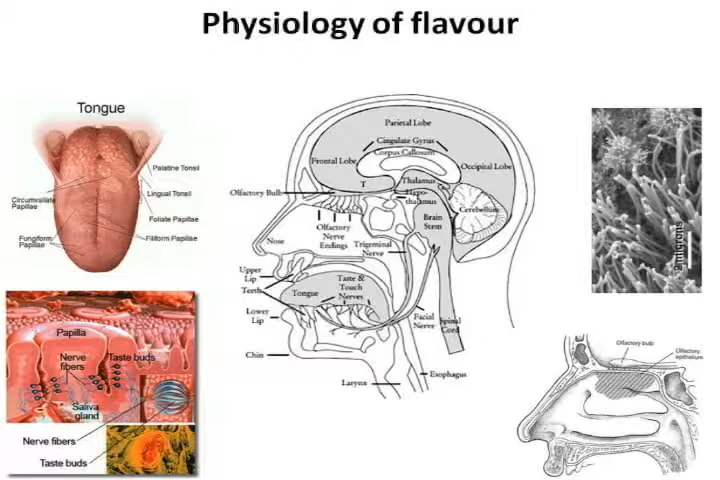 Physiology of flavour
Tongue
Palatine Tonsil
Lingual Tonsil
Circumvallate
Papillae
Foliate Papillae
Fungiform
Papillae
Filiform Papillae
Papilla
Nerve
fibers
Taste buds
Saliva
gland
Nerve fibers
Taste buds
Parietal Lobe
Cingulate Gyrus
Corpus Callosum
Frontal Lobe
Occipital Lobe
T
Thalamus
Olfactory Bulb
Hypo-
thalamus
Cerebellum
Brain
Stem
Olfactory
Nerve
Endings
Nose
Trigeminal
Nerve
Upper
Lip
Teeth
Tongue
Taste &
Touch
Nerves
Lower
Lip
Facial
Nerve
Spinal
Cord
Chin
Larynx
Esophagus
2 microns
Olfactory bulb
Olfactory
epithelium